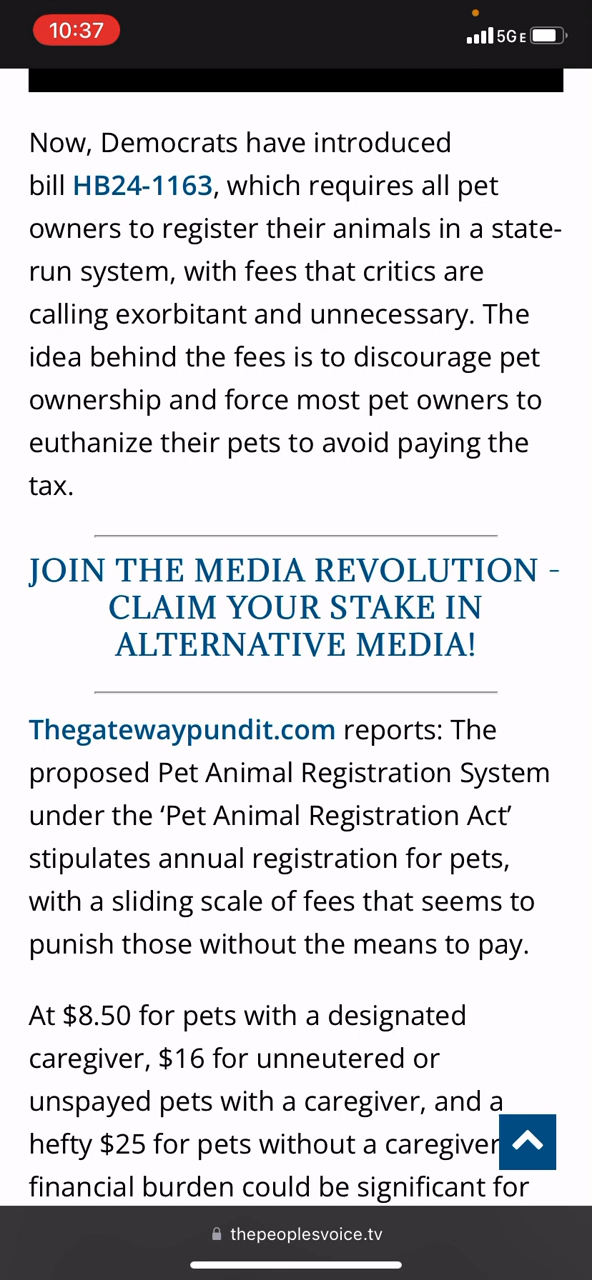 10:37
5GE
Now, Democrats have introduced
bill HB24-1163, which requires all pet
owners to register their animals in a state-
run system, with fees that critics are
calling exorbitant and unnecessary. The
idea behind the fees is to discourage pet
ownership and force most pet owners to
euthanize their pets to avoid paying the
tax.
JOIN THE MEDIA REVOLUTION -
CLAIM YOUR STAKE IN
ALTERNATIVE MEDIA!
Thegatewaypundit.com reports: The
proposed Pet Animal Registration System
under the ‘Pet Animal Registration Act’
stipulates annual registration for pets,
with a sliding scale of fees that seems to
punish those without the means to pay.
At $8.50 for pets with a designated
caregiver, $16 for unneutered or
unspayed pets with a caregiver, and a
hefty $25 for pets without a caregiver
financial burden could be significant for
thepeoplesvoice.tv